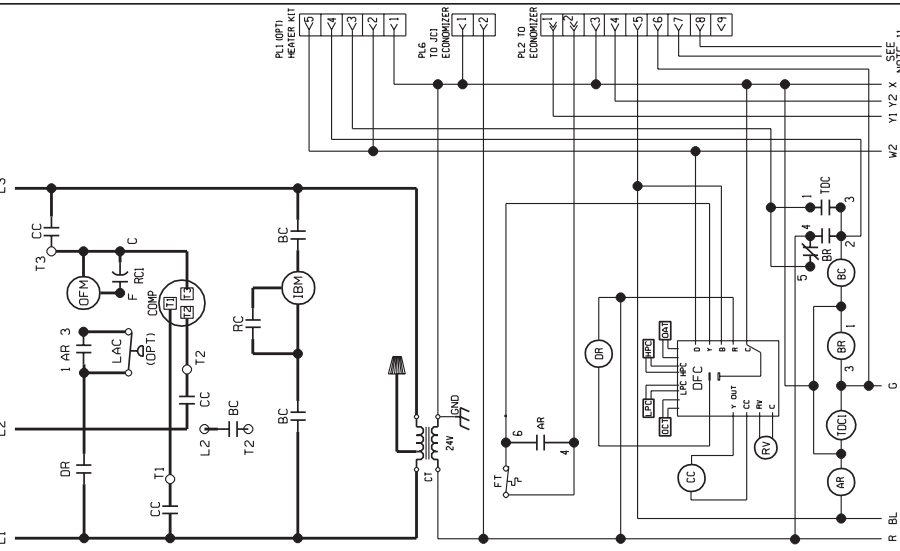 PL1 (OPT)
HEATER KIT
<5
<4
<3
<2
<1
PL6
TO JC1
ECONOMIZER
<1
<2
PL2 TO
ECONOMIZER
<1
<2
<3
<4
<5
<6
<7
<8
<9
SEE
X
Y2
Y1
W2
L3
CC
T3
C
OFM
RC1
F
COMP
T1
T2
T3
1 AR 3
LAC
(OPT)
T2
CC
L2
L2
BC
T2
DR
T1
CC
L1
BC
IBM
RC
BC
CT
24V
GND
6
AR
4
FT
DR
OAT
HPC
HPC
LPC
LPC
OCT
DFC
D
Y
B
R
C
Y OUT
CC
RV
C
CC
RV
1
TDC
3
4
BR
2
5
BC
1
BR
3
TDC1
AR
G
BL
R